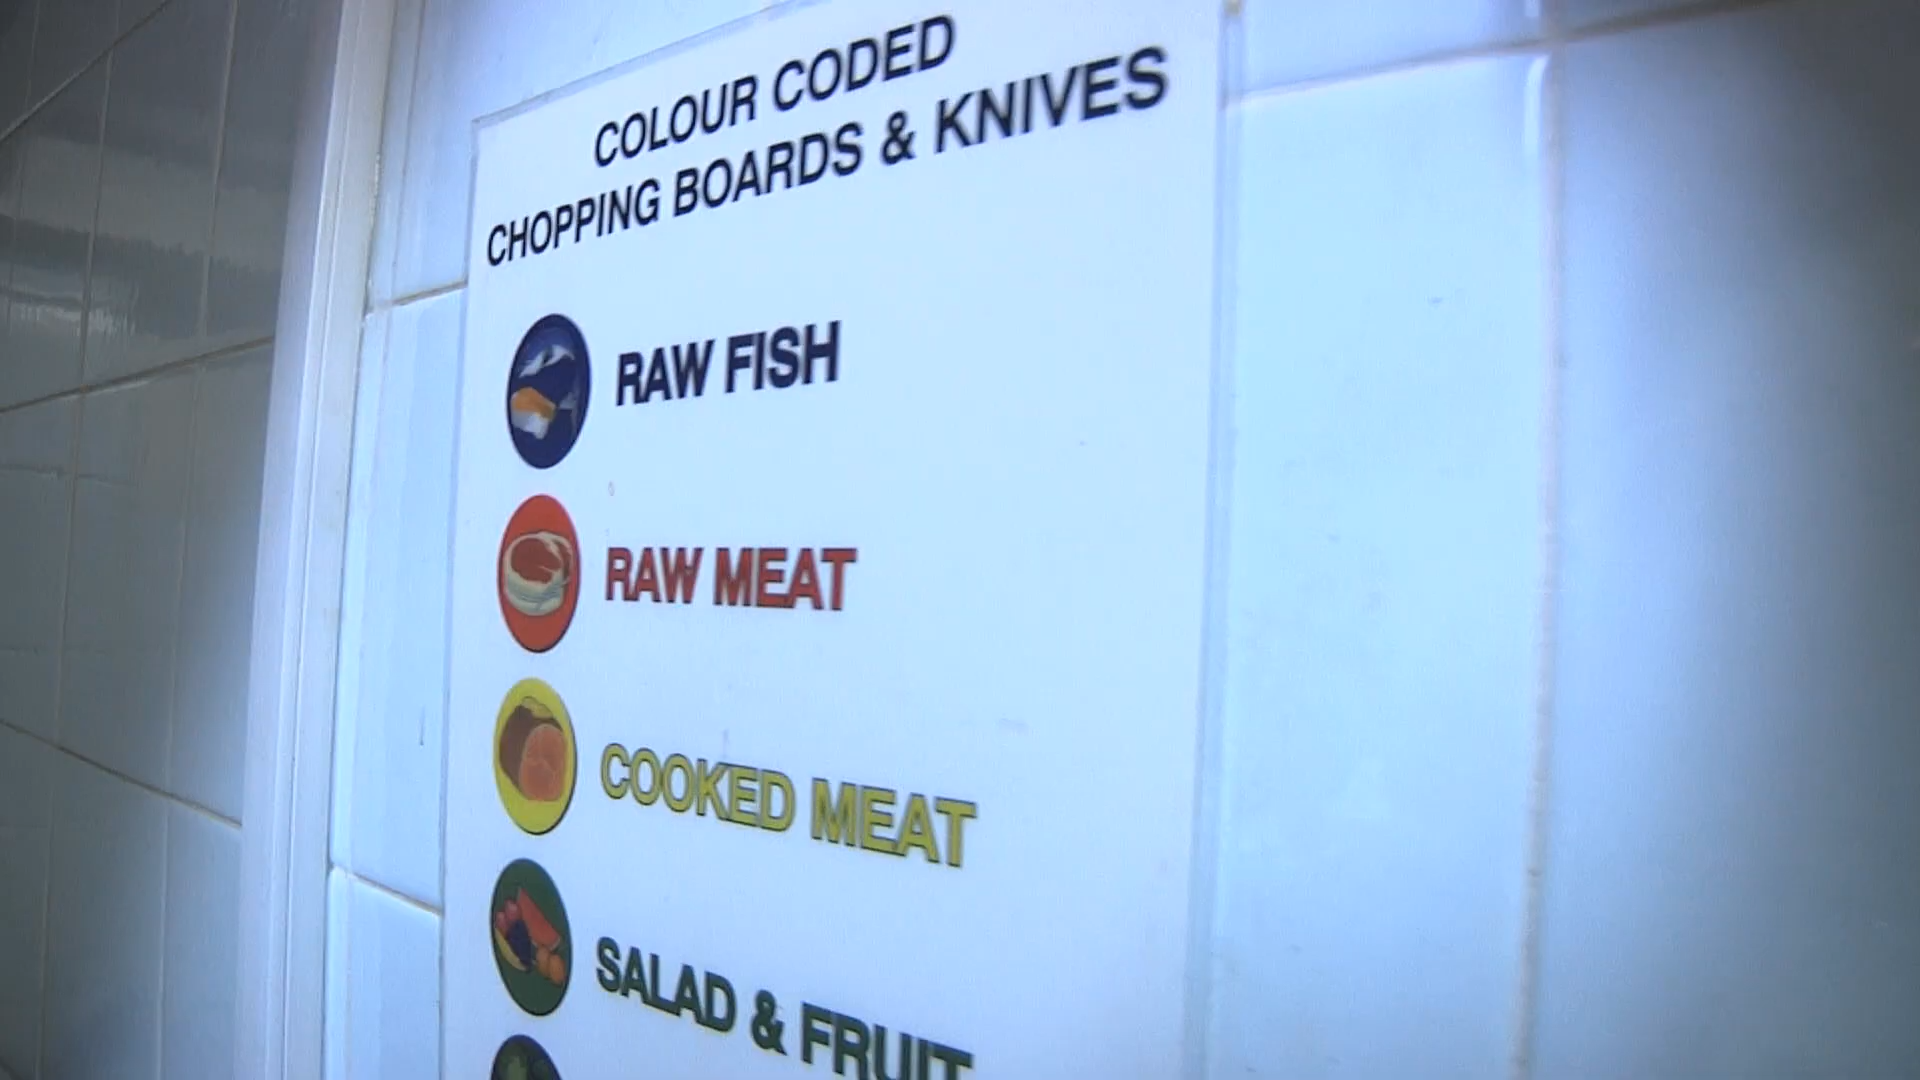 COLOUR CODED
CHOPPING BOARDS & KNIVES
RAW FISH
RAW MEAT
COOKED MEAT
SALAD & FRUIT